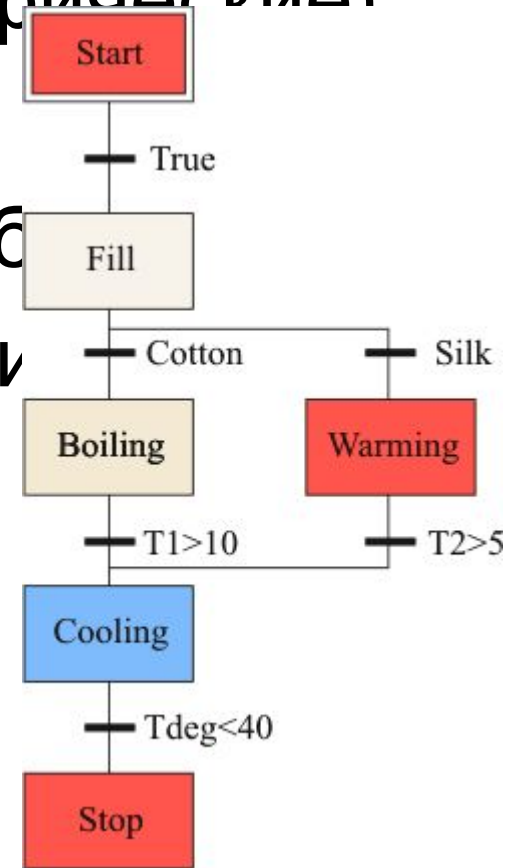 Start
True
Fill
Cotton Silk
Boiling Warming
T1>10 T2>5
Cooling
Tdeg<40
Stop